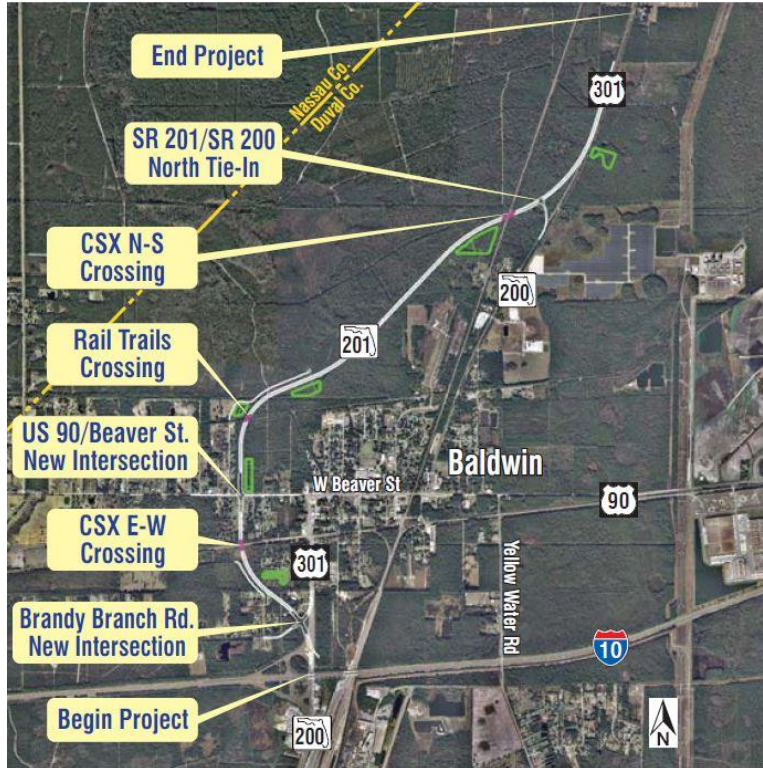 End Project
Nassau Co.
Duval Co.
301
SR 201/SR 200
North Tie-In
CSX N-S
Crossing
200
201
Rail Trails
Crossing
US 90/Beaver St.
New Intersection
Baldwin
W Beaver St
90
CSX E-W
Crossing
301
Yellow Water Rd
Brandy Branch Rd.
New Intersection
10
Begin Project
200
N